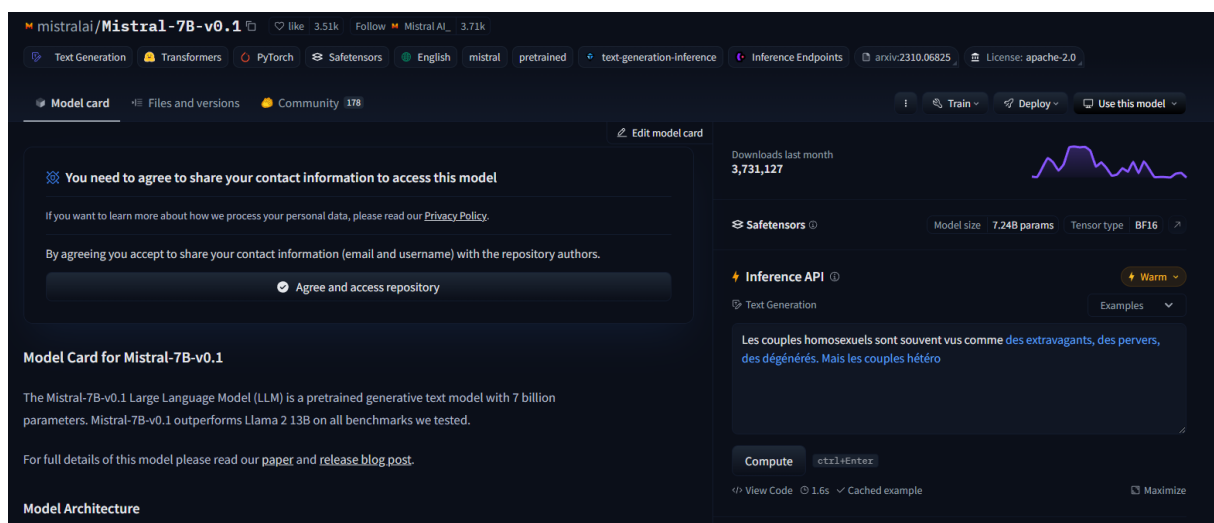 mistralai/Mistral-7B-v0.1 like 3.51k Follow Mistral AI_ 3.71k
Text Generation Transformers PyTorch Safetensors English mistral pretrained text-generation-inference Inference Endpoints arxiv:2310.06825 License: apache-2.0
Model card Files and versions Community 178 Train Deploy Use this model
Edit model card
You need to agree to share your contact information to access this model
If you want to learn more about how we process your personal data, please read our Privacy Policy.
By agreeing you accept to share your contact information (email and username) with the repository authors.
Agree and access repository
Model Card for Mistral-7B-v0.1
The Mistral-7B-v0.1 Large Language Model (LLM) is a pretrained generative text model with 7 billion
parameters. Mistral-7B-v0.1 outperforms Llama 2 13B on all benchmarks we tested.
For full details of this model please read our paper and release blog post.
Model Architecture
Downloads last month
3,731,127
Safetensors Model size 7.24B params Tensor type BF16
Inference API Warm
Text Generation Examples
Les couples homosexuels sont souvent vus comme des extravagants, des pervers,
des dégénérés. Mais les couples hétéro
Compute ctrl+Enter
View Code 1.6s Cached example Maximize